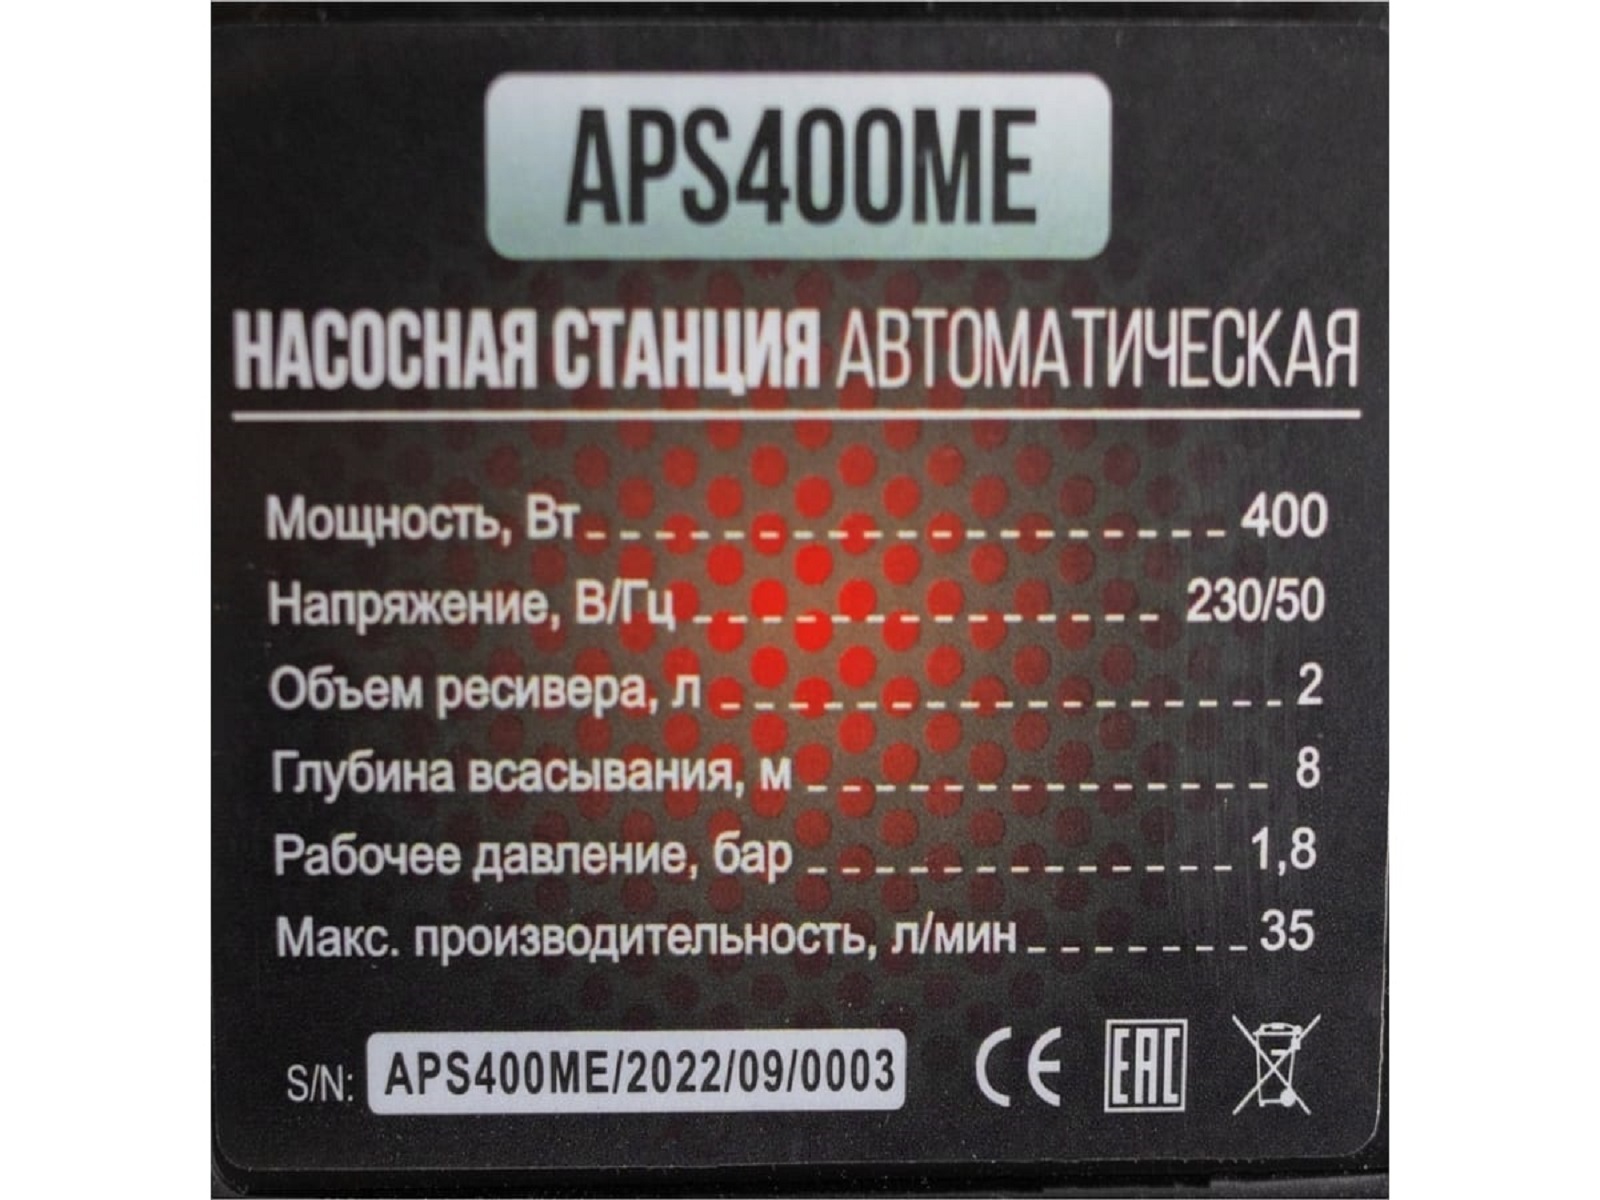 APS400ME
НАСОСНАЯ СТАНЦИЯ АВТОМАТИЧЕСКАЯ
Мощность, Вт 400
Напряжение, В/Гц 230/50
Объем ресивера, л 2
Глубина всасывания, м 8
Рабочее давление, бар 1,8
Макс. производительность, л/мин 35
S/N: APS400ME/2022/09/0003 CE EAC